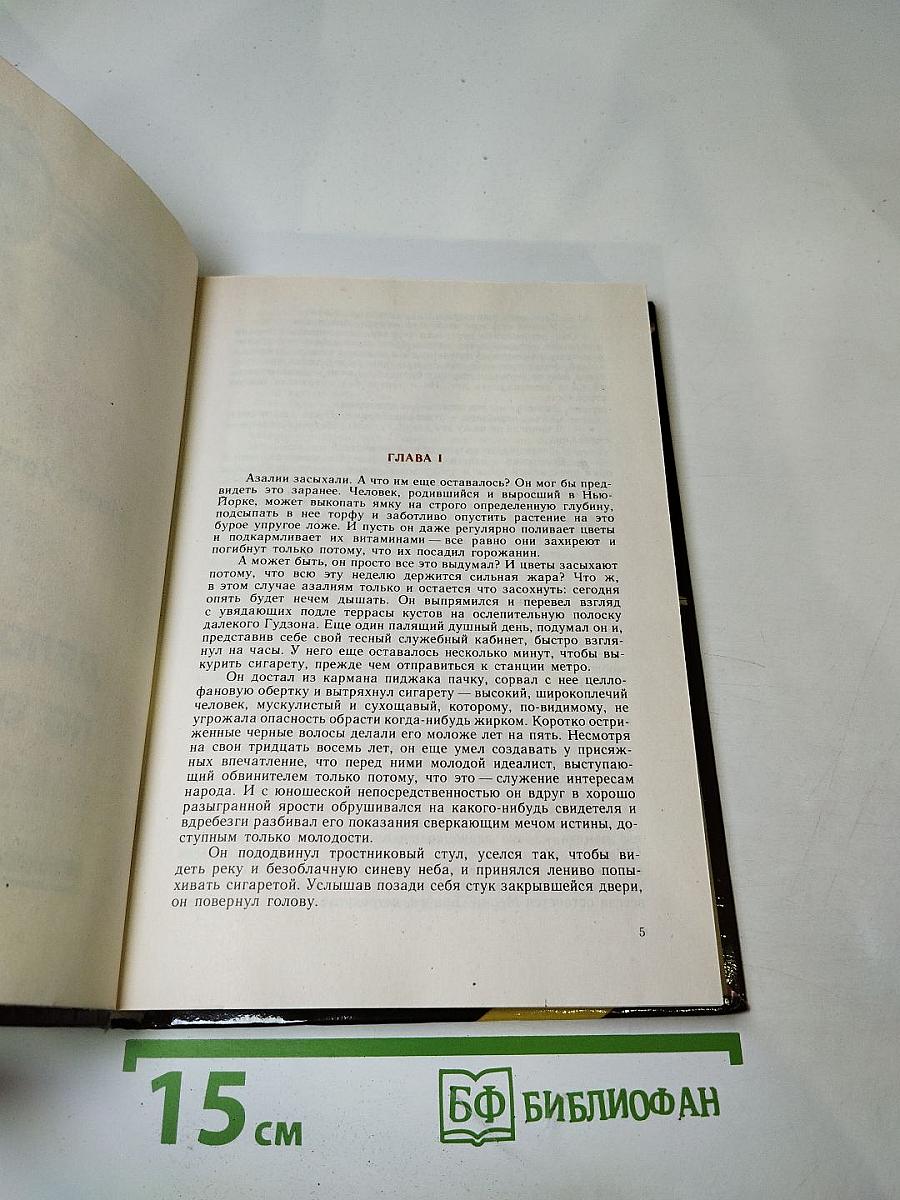 ГЛАВА I
Азалии засыхали. А что им еще оставалось? Он мог бы пред-
видеть это заранее. Человек, родившийся и выросший в Нью-
Йорке, может выкопать ямку на строго определенную глубину,
подсыпать в нее торфу и заботливо опустить растение на это
бурое упругое ложе. И пусть он даже регулярно поливает цветы
и подкармливает их витаминами — все равно они захиреют и
погибнут только потому, что их посадил горожанин.
А может быть, он просто все это выдумал? И цветы засыхают
потому, что всю эту неделю держится сильная жара? Что ж,
в этом случае азалиям только и остается что засохнуть: сегодня
опять будет нечем дышать. Он выпрямился и перевел взгляд
с увядающих подле террасы кустов на ослепительную полоску
далекого Гудзона. Еще один палящий душный день, подумал он и,
представив себе свой тесный служебный кабинет, быстро взгля-
нул на часы. У него еще оставалось несколько минут, чтобы вы-
курить сигарету, прежде чем отправиться к станции метро.
Он достал из кармана пиджака пачку, сорвал с нее целло-
фановую обертку и вытряхнул сигарету — высокий, широкоплечий
человек, мускулистый и сухощавый, которому, по-видимому, не
угрожала опасность обрасти когда-нибудь жирком. Коротко остри-
женные черные волосы делали его моложе лет на пять. Несмотря
на свои тридцать восемь лет, он еще умел создавать у присяж-
ных впечатление, что перед ними молодой идеалист, выступаю-
щий обвинителем только потому, что это — служение интересам
народа. И с юношеской непосредственностью он вдруг в хорошо
разыгранной ярости обрушивался на какого-нибудь свидетеля и
вдребезги разбивал его показания сверкающим мечом истины, до-
ступным только молодости.
Он пододвинул тростниковый стул, уселся так, чтобы ви-
деть реку и безоблачную синеву неба, и принялся лениво попы-
хивать сигаретой. Услышав позади себя стук закрывшейся двери,
он повернул голову.
5
15 см
БФ БИБЛИОФАН